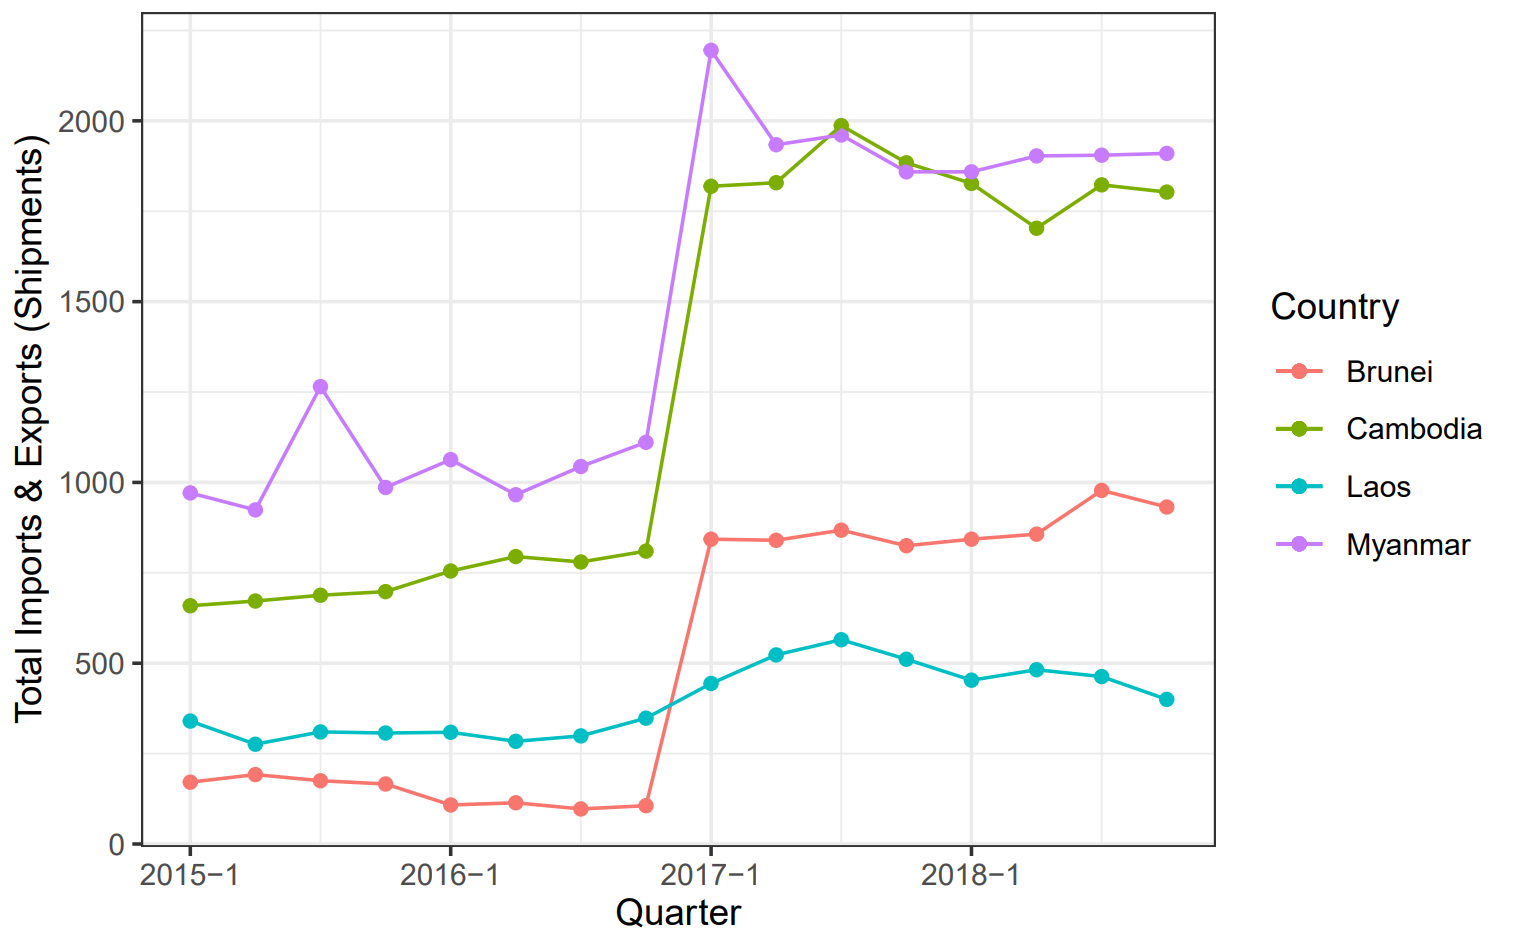 Total Imports & Exports (Shipments)
2000
1500
1000
500
0
2015−1
2016−1
2017−1
2018−1
Quarter
Country
Brunei
Cambodia
Laos
Myanmar